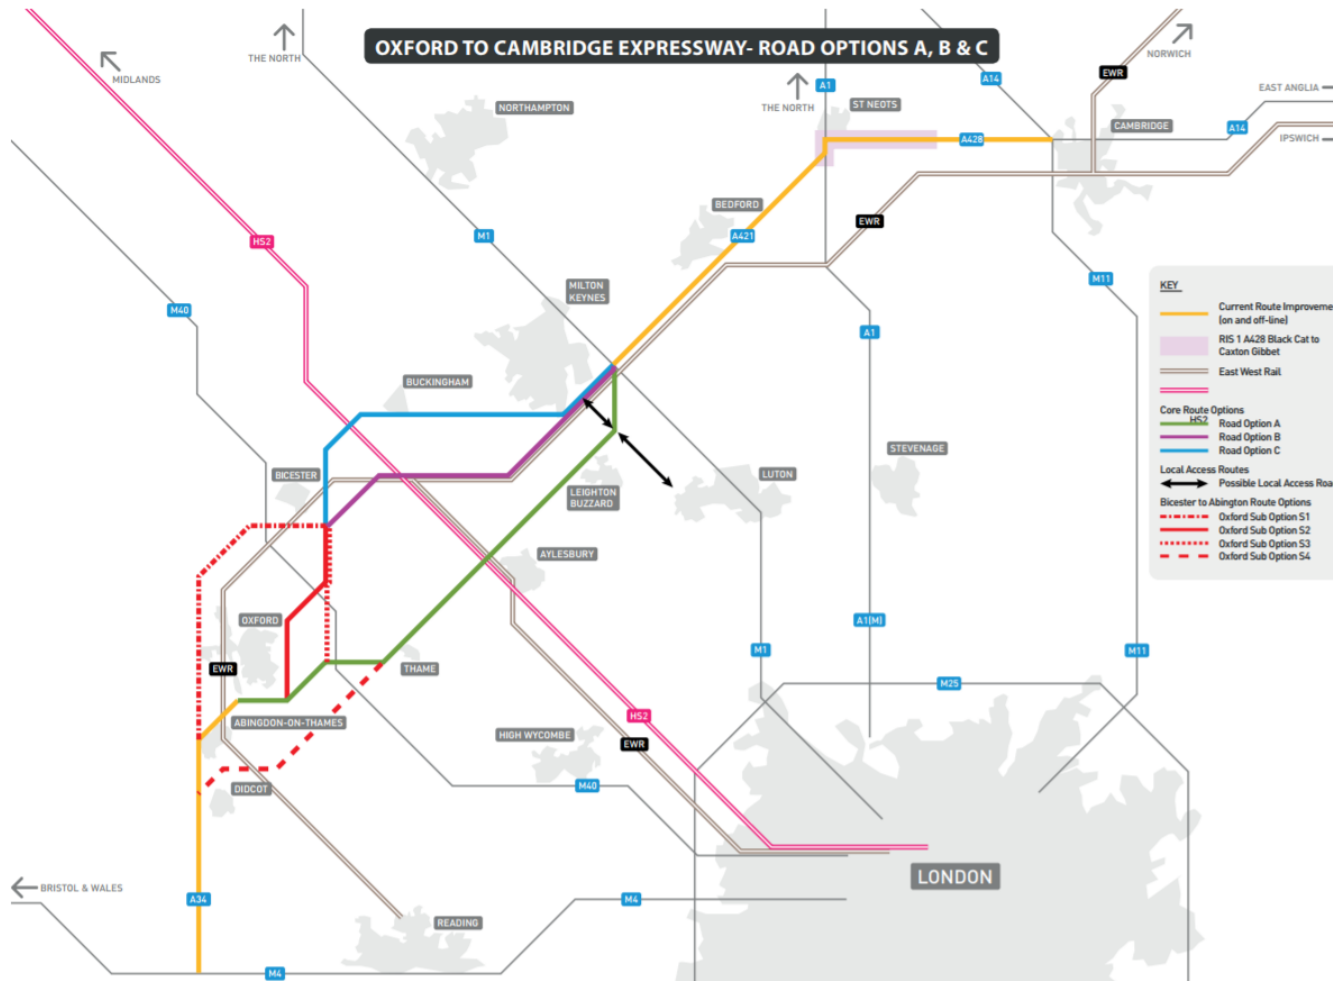 OXFORD TO CAMBRIDGE EXPRESSWAY- ROAD OPTIONS A, B & C
THE NORTH
MIDLANDS
NORTHAMPTON
A1
THE NORTH
ST NEOTS
A14
EWR
NORWICH
EAST ANGLIA
CAMBRIDGE
A14
IPSWICH
A428
BEDFORD
EWR
A421
M1
HS2
M40
MILTON
KEYNES
BUCKINGHAM
A1
M11
KEY
Current Route Improveme
(on and off-line)
RIS 1 A428 Black Cat to
Caxton Gibbet
East West Rail
HS2
Core Route Options
Road Option A
Road Option B
Road Option C
Local Access Routes
Possible Local Access Roa
Bicester to Abington Route Options
Oxford Sub Option S1
Oxford Sub Option S2
Oxford Sub Option S3
Oxford Sub Option S4
BICESTER
LEIGHTON
BUZZARD
LUTON
STEVENAGE
AYLESBURY
OXFORD
EWR
THAME
A1(M)
M1
M11
M25
ABINGDON-ON-THAMES
HIGH WYCOMBE
HS2
EWR
DIDCOT
M40
LONDON
BRISTOL & WALES
A34
M4
READING
M4